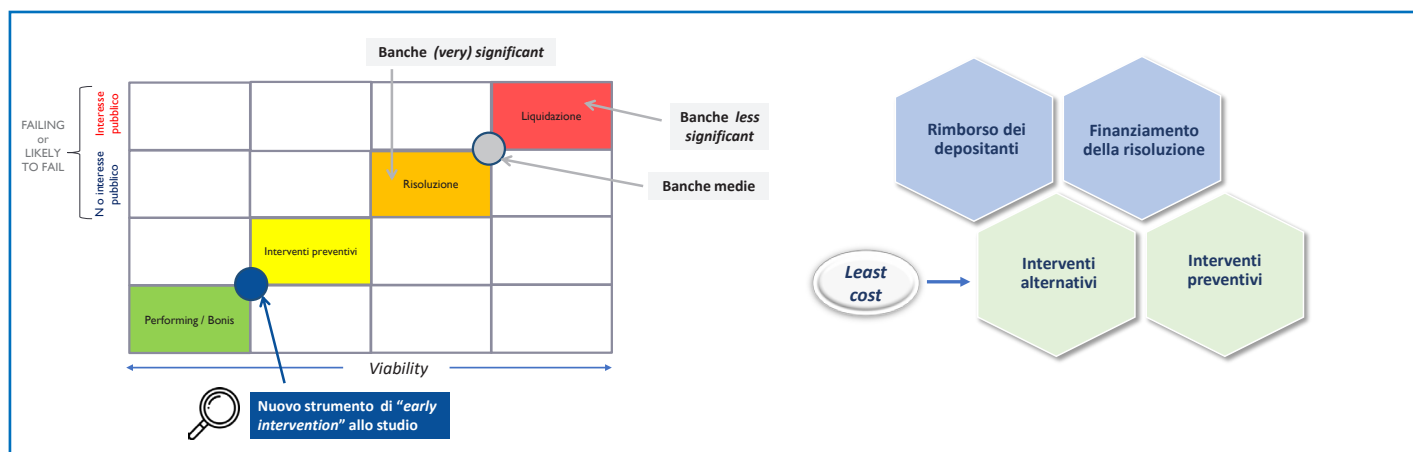 Banche (very) significant
FAILING
or
LIKELY
TO FAIL
Interesse
pubblico
No interesse
pubblico
Liquidazione
Banche less
significant
Risoluzione
Banche medie
Interventi preventivi
Performing / Bonis
Viability
Nuovo strumento di “early
intervention” allo studio
Rimborso dei
depositanti
Finanziamento
della risoluzione
Least
cost
Interventi
alternativi
Interventi
preventivi